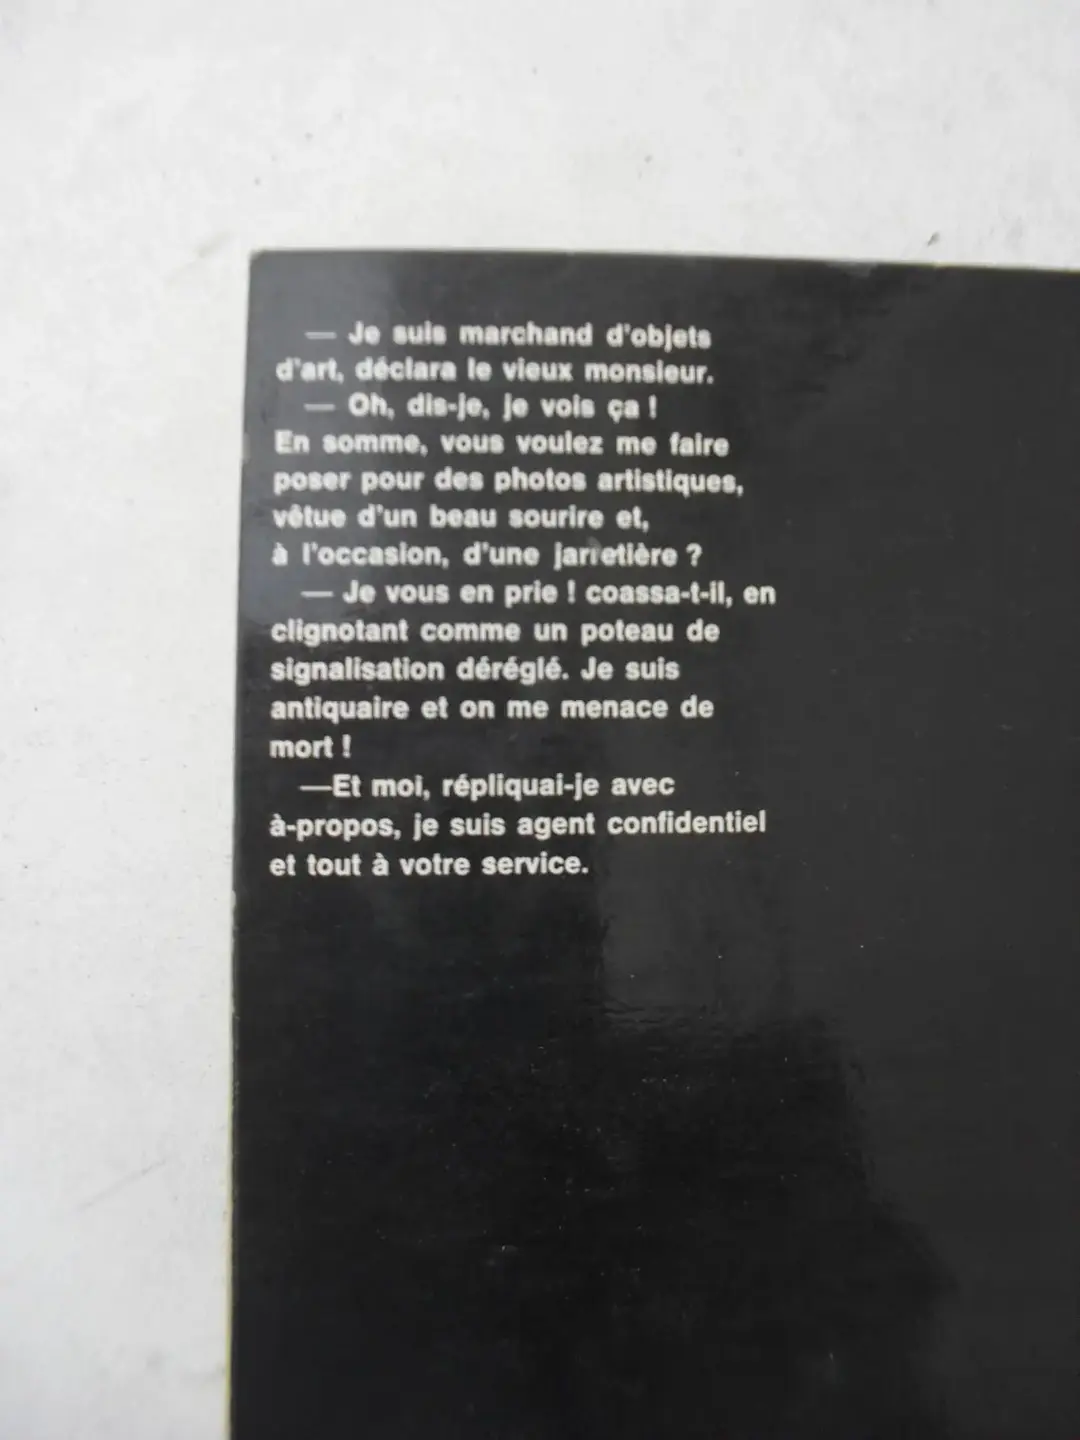 — Je suis marchand d'objets
d'art, déclara le vieux monsieur.
— Oh, dis-je, je vois ça !
En somme, vous voulez me faire
poser pour des photos artistiques,
vêtue d'un beau sourire et,
à l'occasion, d'une jarretière ?
— Je vous en prie ! coassa-t-il, en
clignotant comme un poteau de
signalisation déréglé. Je suis
antiquaire et on me menace de
mort !
—Et moi, répliquai-je avec
à-propos, je suis agent confidentiel
et tout à votre service.